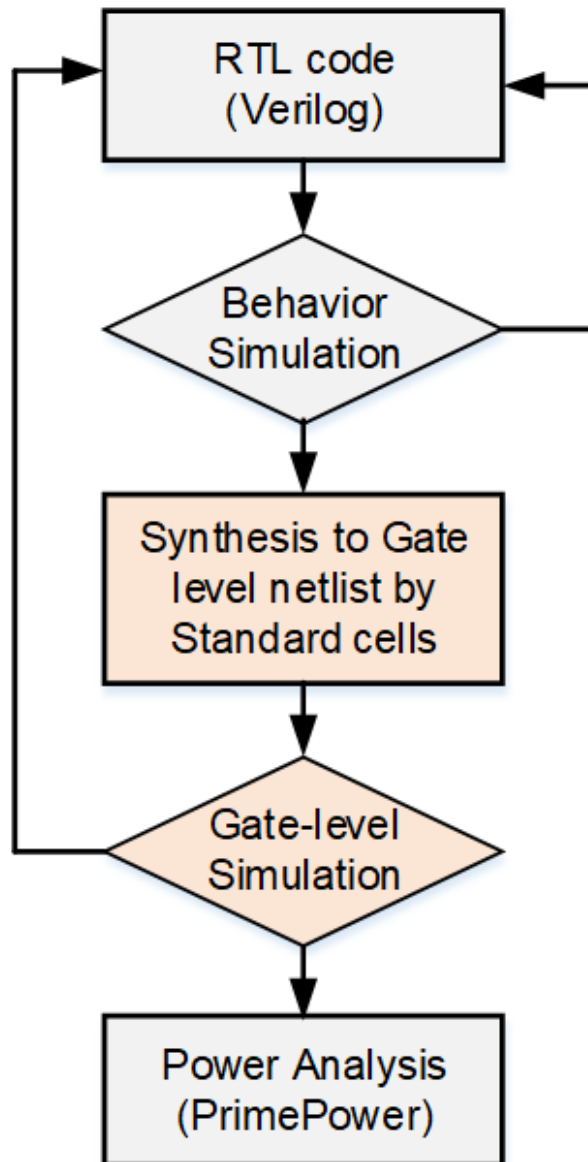 RTL code
(Verilog)
Behavior
Simulation
Synthesis to Gate
level netlist by
Standard cells
Gate-level
Simulation
Power Analysis
(PrimePower)